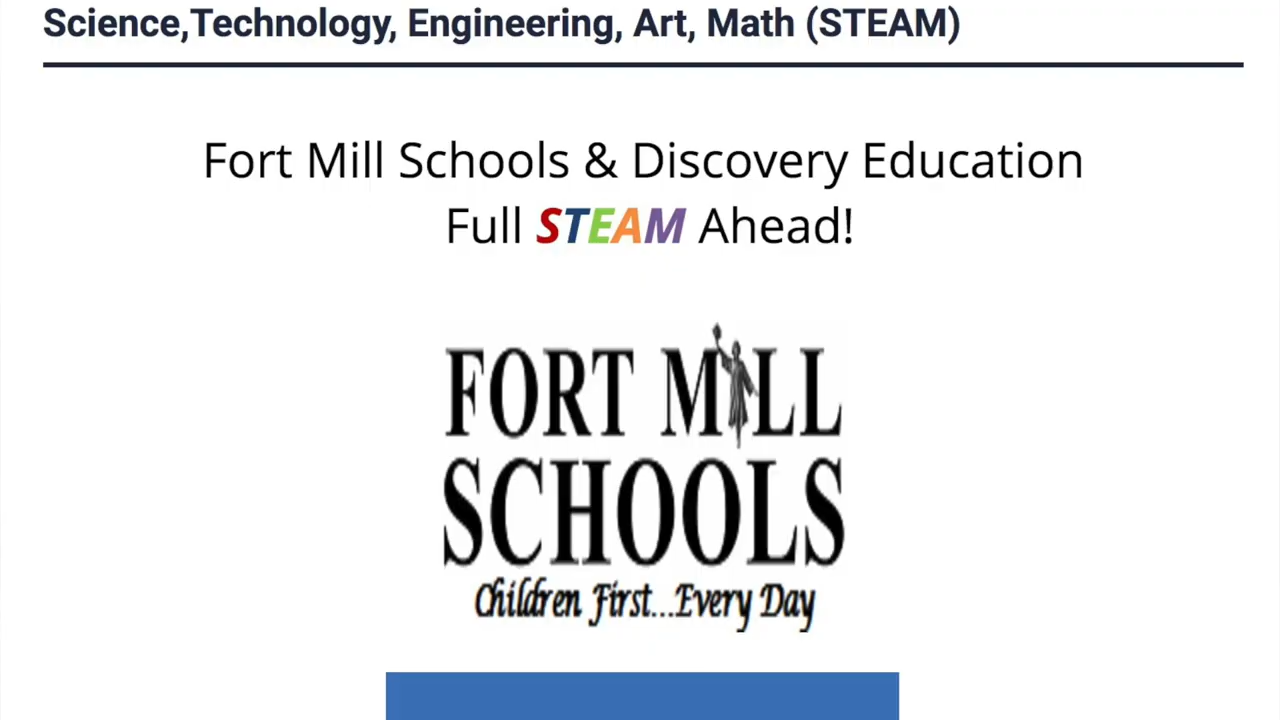 Science,Technology, Engineering, Art, Math (STEAM)
Fort Mill Schools & Discovery Education
Full STEAM Ahead!
FORT MILL
SCHOOLS
Children First...Every Day